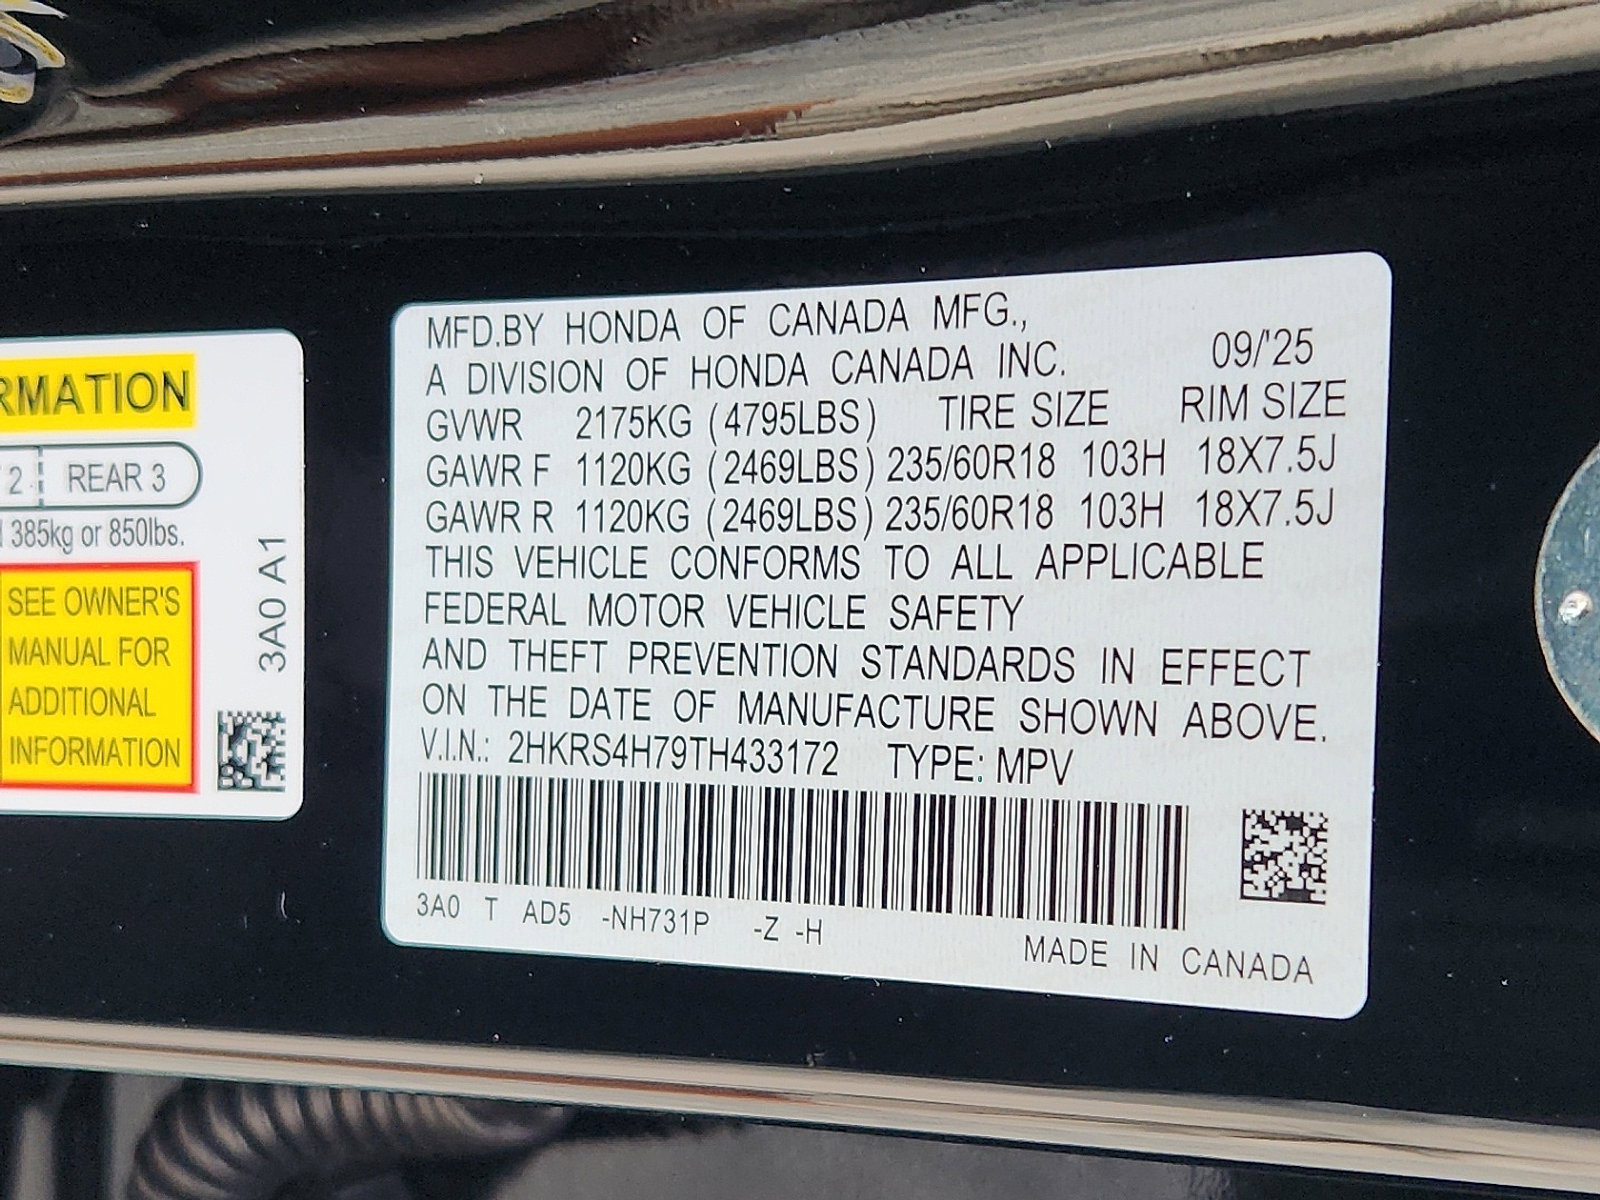 RMATION
2 REAR 3
385kg or 850lbs.
SEE OWNER'S
MANUAL FOR
ADDITIONAL
INFORMATION
3A0 A1
MFD.BY HONDA OF CANADA MFG.,
A DIVISION OF HONDA CANADA INC. 09/'25
GVWR 2175KG (4795LBS) TIRE SIZE RIM SIZE
GAWR F 1120KG (2469LBS) 235/60R18 103H 18X7.5J
GAWR R 1120KG (2469LBS) 235/60R18 103H 18X7.5J
THIS VEHICLE CONFORMS TO ALL APPLICABLE
FEDERAL MOTOR VEHICLE SAFETY
AND THEFT PREVENTION STANDARDS IN EFFECT
ON THE DATE OF MANUFACTURE SHOWN ABOVE.
V.I.N.: 2HKRS4H79TH433172 TYPE: MPV
3A0 T AD5 -NH731P -Z -H
MADE IN CANADA